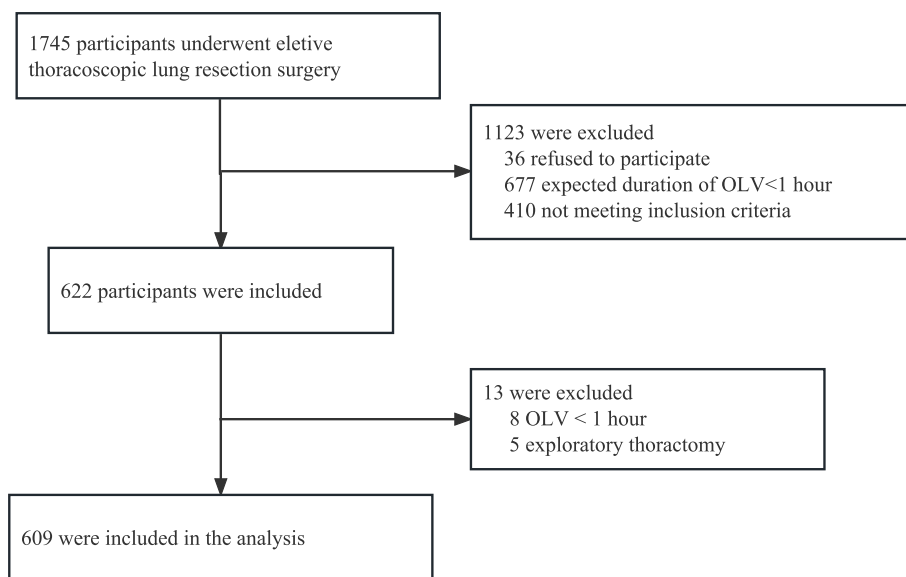 1745 participants underwent eletive
thoracoscopic lung resection surgery
1123 were excluded
36 refused to participate
677 expected duration of OLV<1 hour
410 not meeting inclusion criteria
622 participants were included
13 were excluded
8 OLV < 1 hour
5 exploratory thoractomy
609 were included in the analysis